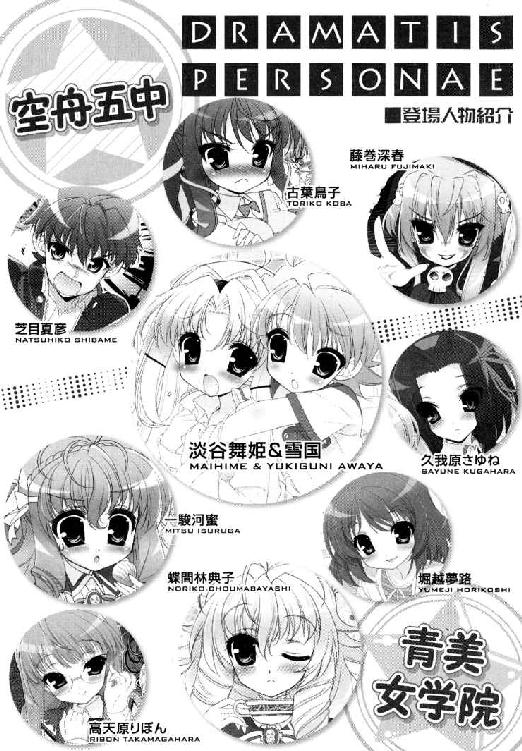 DRAMATIS
PERSONAE
■登場人物紹介
空舟五中
古葉鳥子
TORIKO KOBA
藤巻深春
MIHARU FUJIMAKI
芝目夏彦
NATSUHIKO SHIBAME
淡谷舞姫&雪国
MAIHIME & YUKIGUNI AWAYA
久我原さゆね
SAYUNE KUGAHARA
一駿河蜜
MITSU ISURUGA
堀越夢路
YUMEJI HORIKOSHI
蝶間林典子
NORIKO CHOUMABAYASHI
高天原りぼん
RIBON TAKAMAGAHARA
青美
女学院